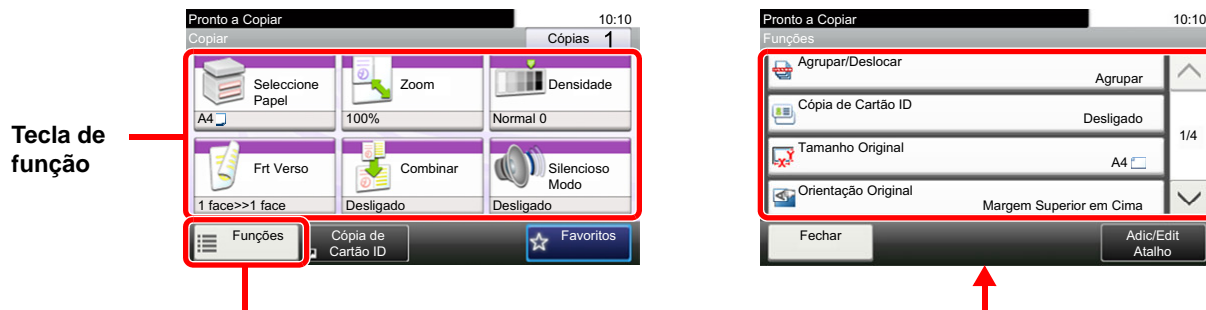 Pronto a Copiar
10:10
Copiar
Cópias 1
Seleccione
Papel
A4
Zoom
100%
Densidade
Normal 0
Tecla de
função
Frt Verso
1 face>>1 face
Combinar
Desligado
Silencioso
Modo
Desligado
Funções
Cópia de
Cartão ID
Favoritos
Pronto a Copiar
10:10
Funções
Agrupar/Deslocar
Agrupar
Cópia de Cartão ID
Desligado
1/4
Tamanho Original
A4
Orientação Original
Margem Superior em Cima
Fechar
Adic/Edit
Atalho